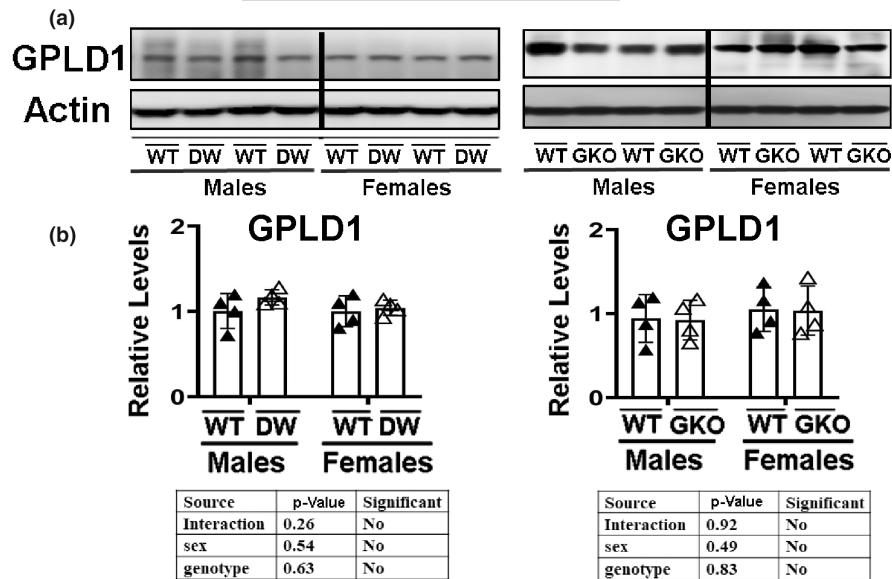 (a)
GPLD1
Actin
WT DW WT DW WT DW WT DW
Males Females
WT GKO WT GKO WT GKO WT GKO
Males Females
(b)
GPLD1
Relative Levels
2
1
0
WT DW WT DW
Males Females
Source p-Value Significant
Interaction 0.26 No
sex 0.54 No
genotype 0.63 No
GPLD1
Relative Levels
2
1
0
WT GKO WT GKO
Males Females
Source p-Value Significant
Interaction 0.92 No
sex 0.49 No
genotype 0.83 No